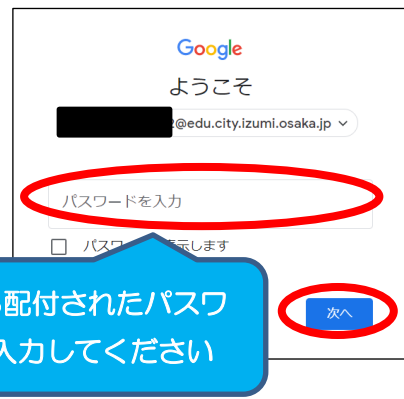 Google
ようこそ
@edu.city.izumi.osaka.jp
パスワードを入力
パスワ 示します
配付されたパスワ
入力してください
次へ